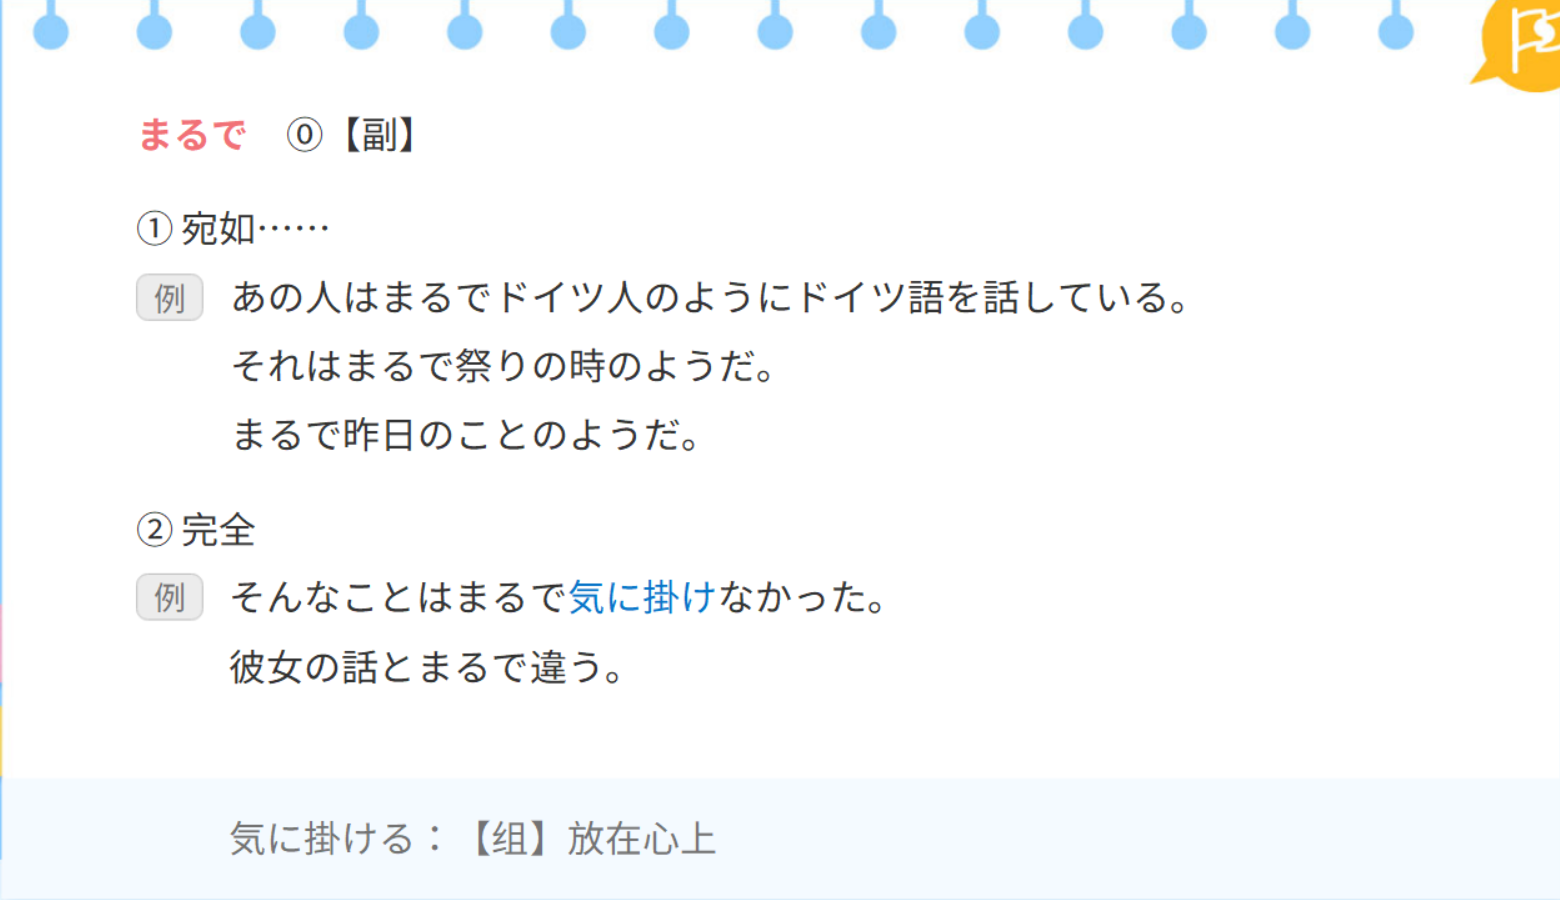 まるで ⓪【副】
① 宛如……
例 あの人はまるでドイツ人のようにドイツ語を話している。
それはまるで祭りの時のようだ。
まるで昨日のことのようだ。
② 完全
例 そんなことはまるで気に掛けなかった。
彼女の話とまるで違う。
気に掛ける：【组】放在心上